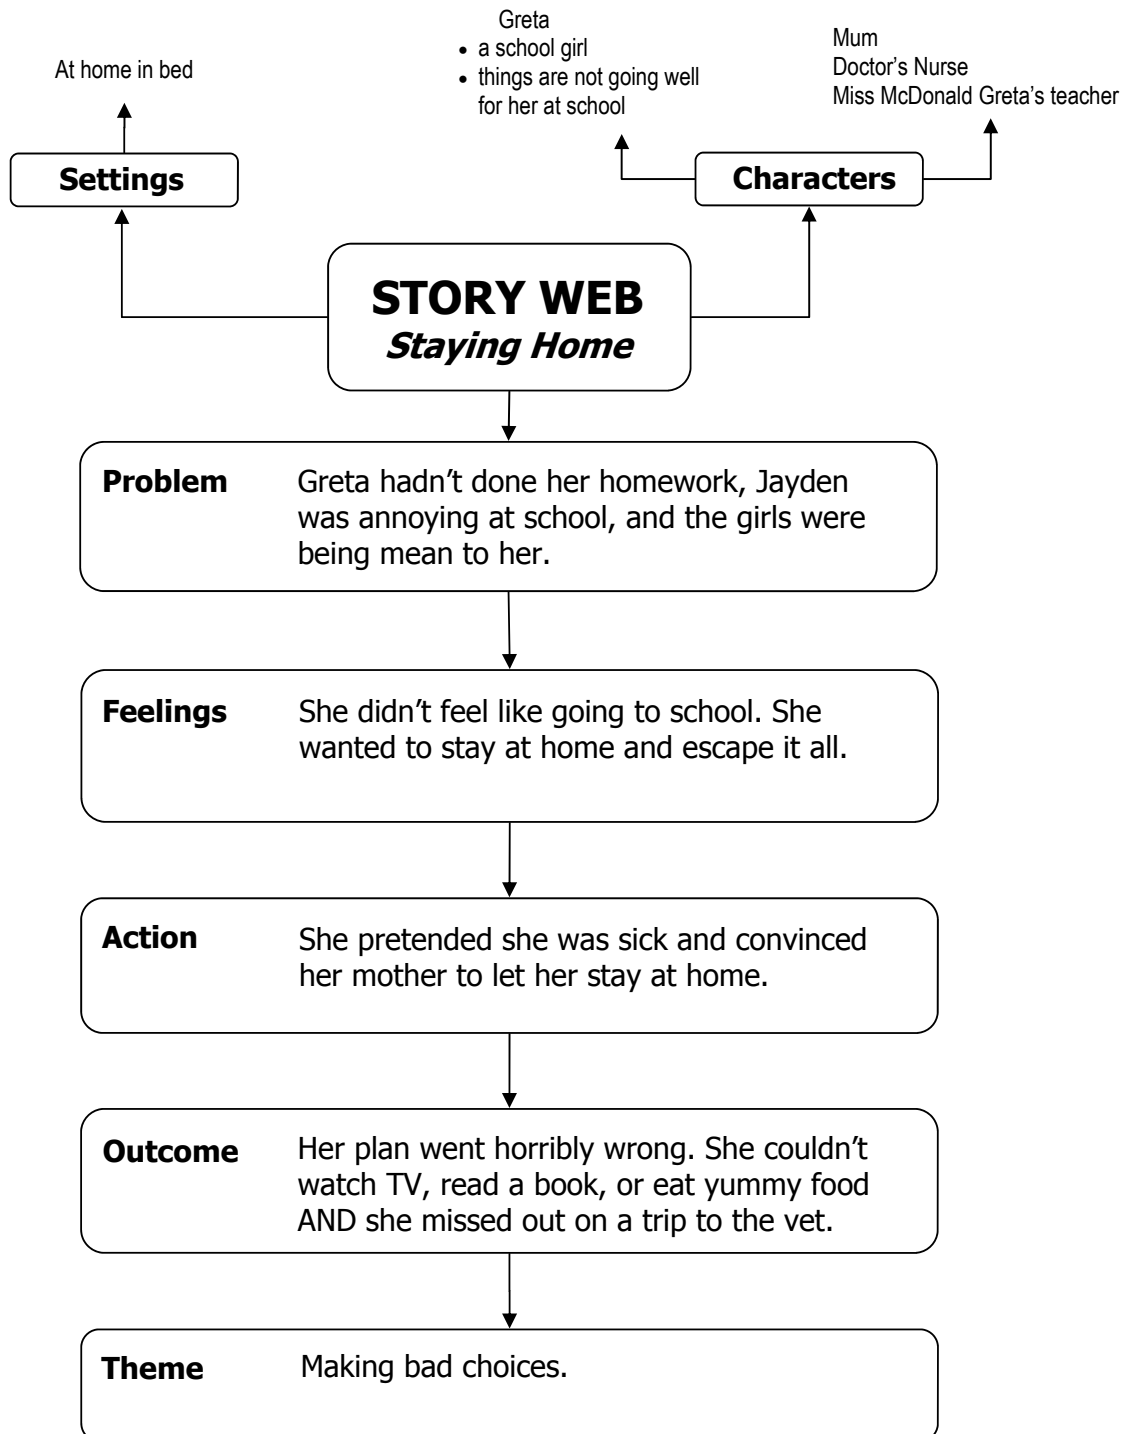 Greta
• a school girl
• things are not going well
for her at school
Mum
Doctor’s Nurse
Miss McDonald Greta’s teacher
At home in bed
Settings
Characters
STORY WEB
Staying Home
Problem
Greta hadn’t done her homework, Jayden
was annoying at school, and the girls were
being mean to her.
Feelings
She didn’t feel like going to school. She
wanted to stay at home and escape it all.
Action
She pretended she was sick and convinced
her mother to let her stay at home.
Outcome
Her plan went horribly wrong. She couldn’t
watch TV, read a book, or eat yummy food
AND she missed out on a trip to the vet.
Theme
Making bad choices.